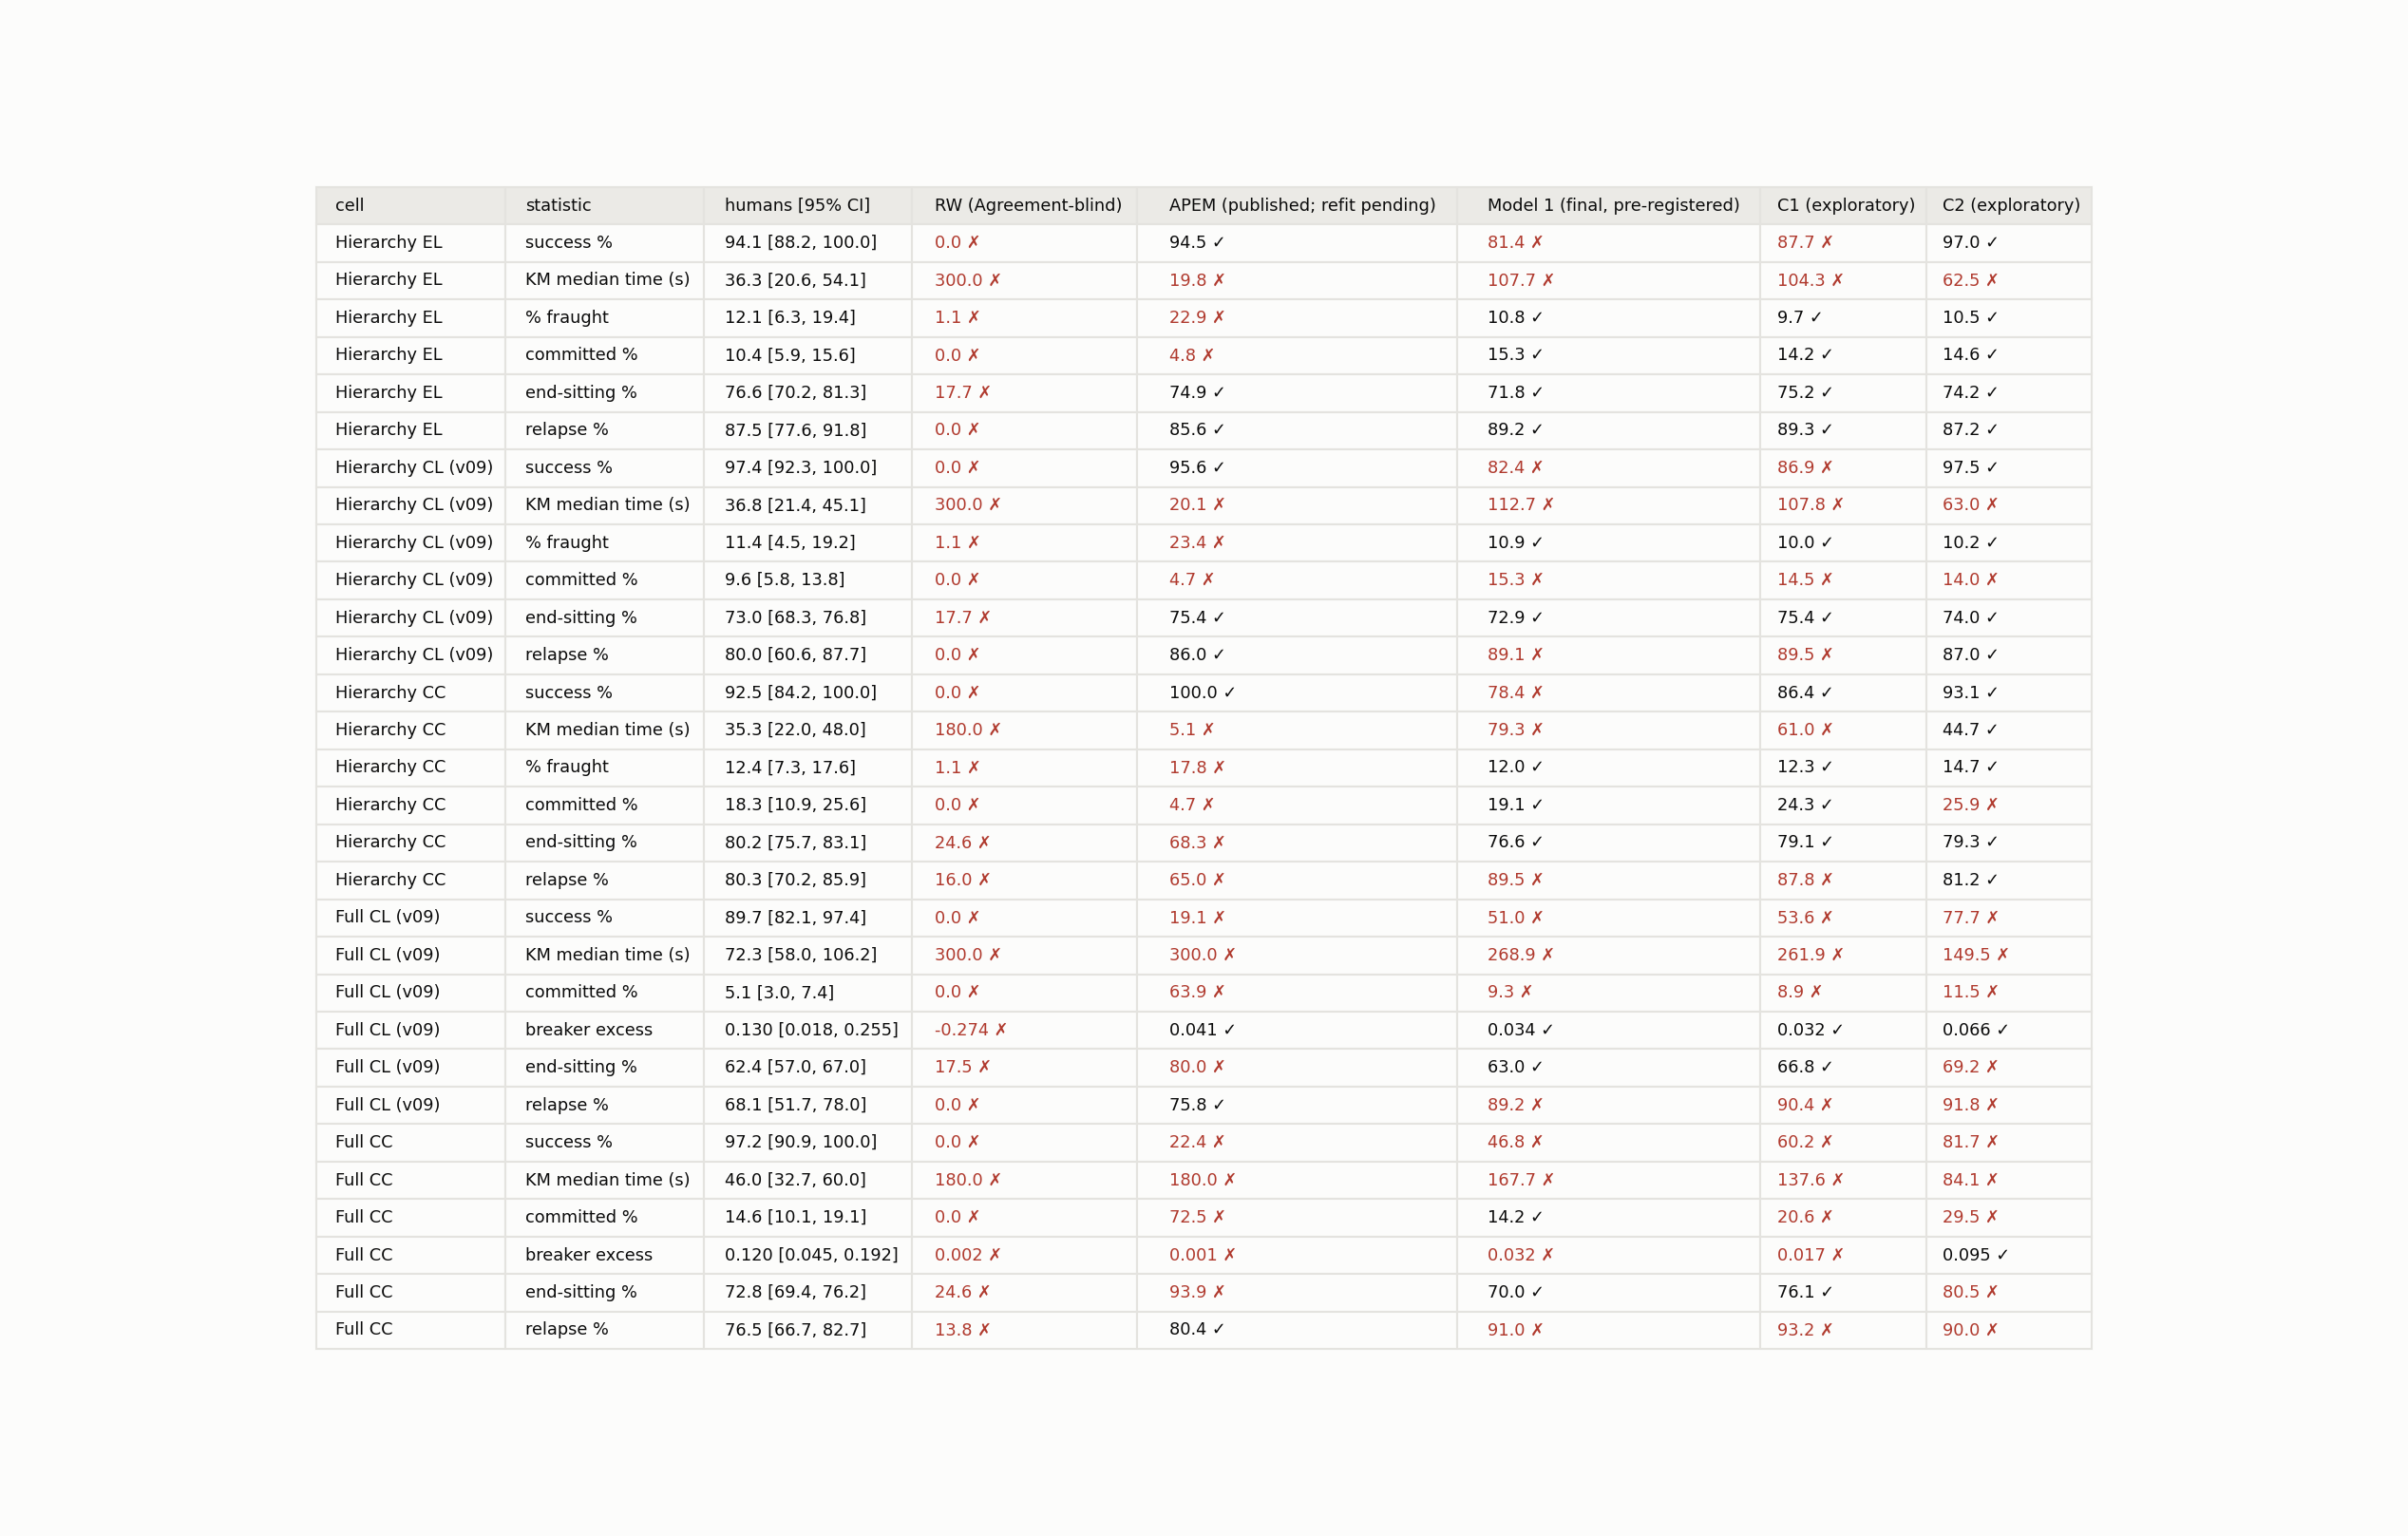 cell statistic humans [95% CI] RW (Agreement-blind) APEM (published; refit pending) Model 1 (final, pre-registered) C1 (exploratory) C2 (exploratory)
Hierarchy EL success % 94.1 [88.2, 100.0] 0.0 ✗ 94.5 ✓ 81.4 ✗ 87.7 ✗ 97.0 ✓
Hierarchy EL KM median time (s) 36.3 [20.6, 54.1] 300.0 ✗ 19.8 ✗ 107.7 ✗ 104.3 ✗ 62.5 ✗
Hierarchy EL % fraught 12.1 [6.3, 19.4] 1.1 ✗ 22.9 ✗ 10.8 ✓ 9.7 ✓ 10.5 ✓
Hierarchy EL committed % 10.4 [5.9, 15.6] 0.0 ✗ 4.8 ✗ 15.3 ✓ 14.2 ✓ 14.6 ✓
Hierarchy EL end-sitting % 76.6 [70.2, 81.3] 17.7 ✗ 74.9 ✓ 71.8 ✓ 75.2 ✓ 74.2 ✓
Hierarchy EL relapse % 87.5 [77.6, 91.8] 0.0 ✗ 85.6 ✓ 89.2 ✓ 89.3 ✓ 87.2 ✓
Hierarchy CL (v09) success % 97.4 [92.3, 100.0] 0.0 ✗ 95.6 ✓ 82.4 ✗ 86.9 ✗ 97.5 ✓
Hierarchy CL (v09) KM median time (s) 36.8 [21.4, 45.1] 300.0 ✗ 20.1 ✗ 112.7 ✗ 107.8 ✗ 63.0 ✗
Hierarchy CL (v09) % fraught 11.4 [4.5, 19.2] 1.1 ✗ 23.4 ✗ 10.9 ✓ 10.0 ✓ 10.2 ✓
Hierarchy CL (v09) committed % 9.6 [5.8, 13.8] 0.0 ✗ 4.7 ✗ 15.3 ✗ 14.5 ✗ 14.0 ✗
Hierarchy CL (v09) end-sitting % 73.0 [68.3, 76.8] 17.7 ✗ 75.4 ✓ 72.9 ✓ 75.4 ✓ 74.0 ✓
Hierarchy CL (v09) relapse % 80.0 [60.6, 87.7] 0.0 ✗ 86.0 ✓ 89.1 ✗ 89.5 ✗ 87.0 ✓
Hierarchy CC success % 92.5 [84.2, 100.0] 0.0 ✗ 100.0 ✓ 78.4 ✗ 86.4 ✓ 93.1 ✓
Hierarchy CC KM median time (s) 35.3 [22.0, 48.0] 180.0 ✗ 5.1 ✗ 79.3 ✗ 61.0 ✗ 44.7 ✓
Hierarchy CC % fraught 12.4 [7.3, 17.6] 1.1 ✗ 17.8 ✗ 12.0 ✓ 12.3 ✓ 14.7 ✓
Hierarchy CC committed % 18.3 [10.9, 25.6] 0.0 ✗ 4.7 ✗ 19.1 ✓ 24.3 ✓ 25.9 ✗
Hierarchy CC end-sitting % 80.2 [75.7, 83.1] 24.6 ✗ 68.3 ✗ 76.6 ✓ 79.1 ✓ 79.3 ✓
Hierarchy CC relapse % 80.3 [70.2, 85.9] 16.0 ✗ 65.0 ✗ 89.5 ✗ 87.8 ✗ 81.2 ✓
Full CL (v09) success % 89.7 [82.1, 97.4] 0.0 ✗ 19.1 ✗ 51.0 ✗ 53.6 ✗ 77.7 ✗
Full CL (v09) KM median time (s) 72.3 [58.0, 106.2] 300.0 ✗ 300.0 ✗ 268.9 ✗ 261.9 ✗ 149.5 ✗
Full CL (v09) committed % 5.1 [3.0, 7.4] 0.0 ✗ 63.9 ✗ 9.3 ✗ 8.9 ✗ 11.5 ✗
Full CL (v09) breaker excess 0.130 [0.018, 0.255] -0.274 ✗ 0.041 ✓ 0.034 ✓ 0.032 ✓ 0.066 ✓
Full CL (v09) end-sitting % 62.4 [57.0, 67.0] 17.5 ✗ 80.0 ✗ 63.0 ✓ 66.8 ✓ 69.2 ✗
Full CL (v09) relapse % 68.1 [51.7, 78.0] 0.0 ✗ 75.8 ✓ 89.2 ✗ 90.4 ✗ 91.8 ✗
Full CC success % 97.2 [90.9, 100.0] 0.0 ✗ 22.4 ✗ 46.8 ✗ 60.2 ✗ 81.7 ✗
Full CC KM median time (s) 46.0 [32.7, 60.0] 180.0 ✗ 180.0 ✗ 167.7 ✗ 137.6 ✗ 84.1 ✗
Full CC committed % 14.6 [10.1, 19.1] 0.0 ✗ 72.5 ✗ 14.2 ✓ 20.6 ✗ 29.5 ✗
Full CC breaker excess 0.120 [0.045, 0.192] 0.002 ✗ 0.001 ✗ 0.032 ✗ 0.017 ✗ 0.095 ✓
Full CC end-sitting % 72.8 [69.4, 76.2] 24.6 ✗ 93.9 ✗ 70.0 ✓ 76.1 ✓ 80.5 ✗
Full CC relapse % 76.5 [66.7, 82.7] 13.8 ✗ 80.4 ✓ 91.0 ✗ 93.2 ✗ 90.0 ✗